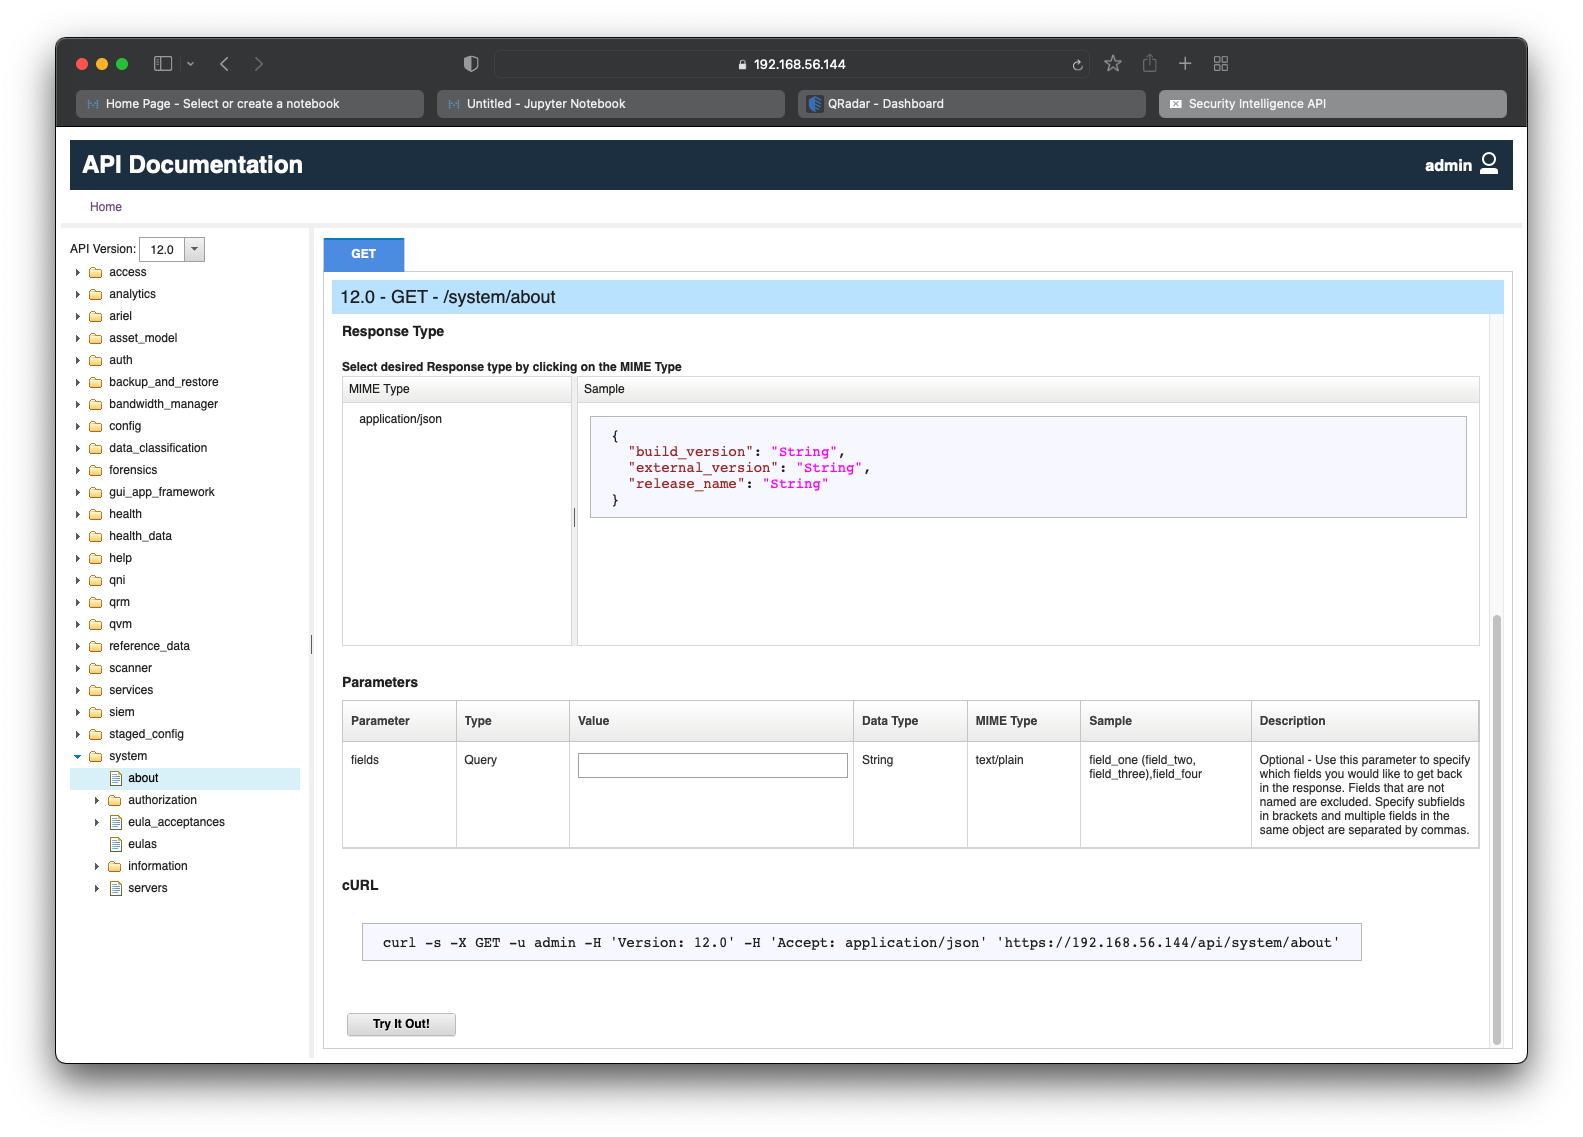 192.168.56.144
Home Page - Select or create a notebook
Untitled - Jupyter Notebook
QRadar - Dashboard
Security Intelligence API
API Documentation
admin
Home
API Version: 12.0
access
analytics
ariel
asset_model
auth
backup_and_restore
bandwidth_manager
config
data_classification
forensics
gui_app_framework
health
health_data
help
qni
qrm
qvm
reference_data
scanner
services
siem
staged_config
system
about
authorization
eula_acceptances
eulas
information
servers
GET
12.0 - GET - /system/about
Response Type
Select desired Response type by clicking on the MIME Type
MIME Type
Sample
application/json
{
"build_version": "String",
"external_version": "String",
"release_name": "String"
}
Parameters
Parameter Type Value Data Type MIME Type Sample Description
fields
Query
String
text/plain
field_one (field_two,
field_three),field_four
Optional - Use this parameter to specify
which fields you would like to get back
in the response. Fields that are not
named are excluded. Specify subfields
in brackets and multiple fields in the
same object are separated by commas.
cURL
curl -s -X GET -u admin -H 'Version: 12.0' -H 'Accept: application/json' 'https://192.168.56.144/api/system/about'
Try It Out!